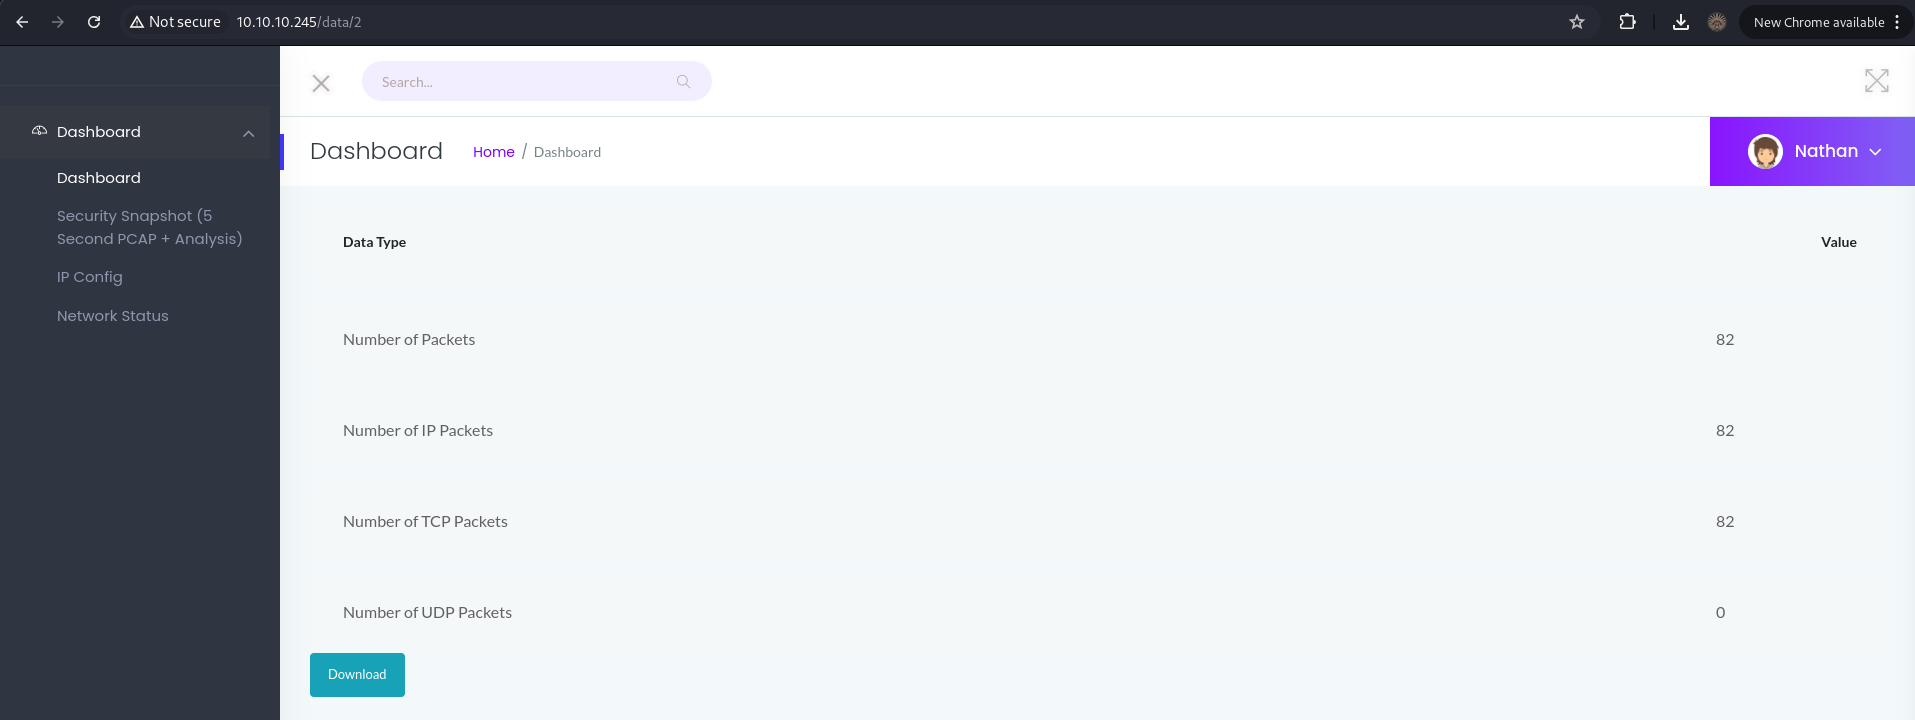 Not secure 10.10.10.245/data/2 New Chrome available
Search...
Dashboard
Dashboard
Security Snapshot (5
Second PCAP + Analysis)
IP Config
Network Status
Dashboard Home / Dashboard Nathan
Data Type Value
Number of Packets 82
Number of IP Packets 82
Number of TCP Packets 82
Number of UDP Packets 0
Download